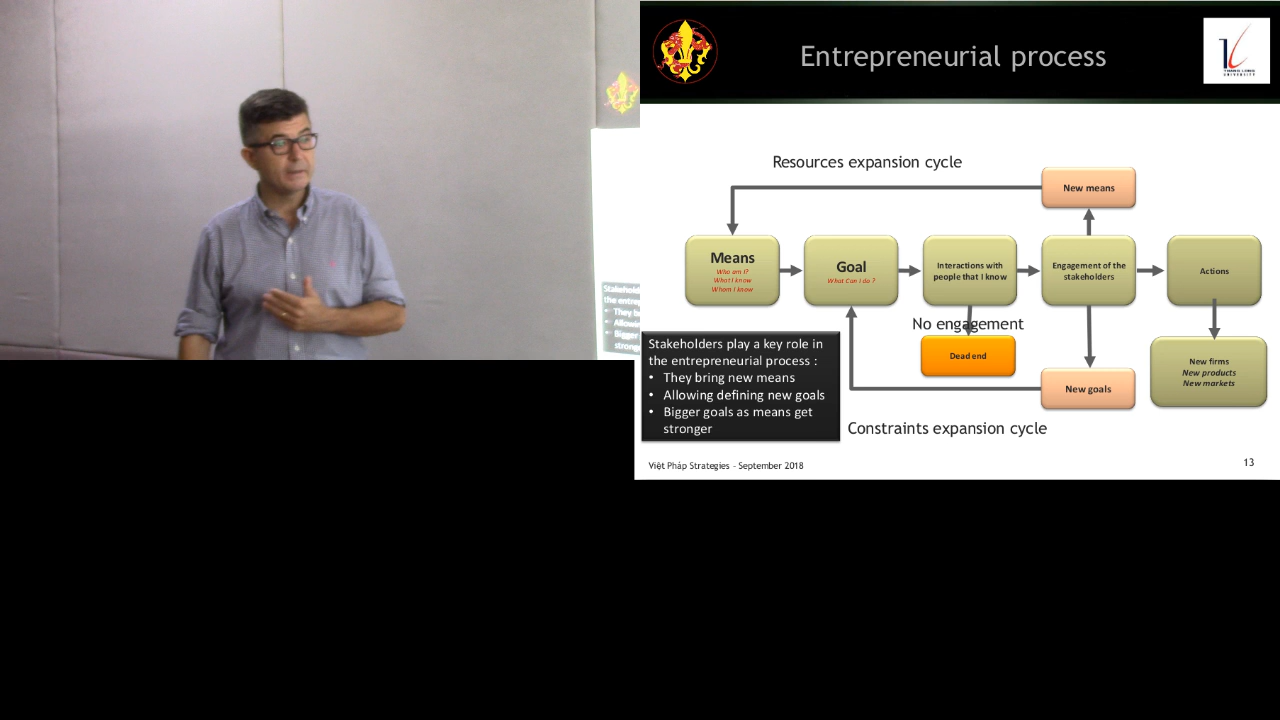 Entrepreneurial process
THANG LONG
UNIVERSITY
Resources expansion cycle
New means
Means
Who am I?
What I know
Whom I know
Goal
What Can I do ?
Interactions with
people that I know
Engagement of the
stakeholders
Actions
No engagement
Dead end
New firms
New products
New markets
New goals
Stakeholders play a key role in
the entrepreneurial process :
• They bring new means
• Allowing defining new goals
• Bigger goals as means get
stronger
Constraints expansion cycle
Việt Pháp Strategies – September 2018
13